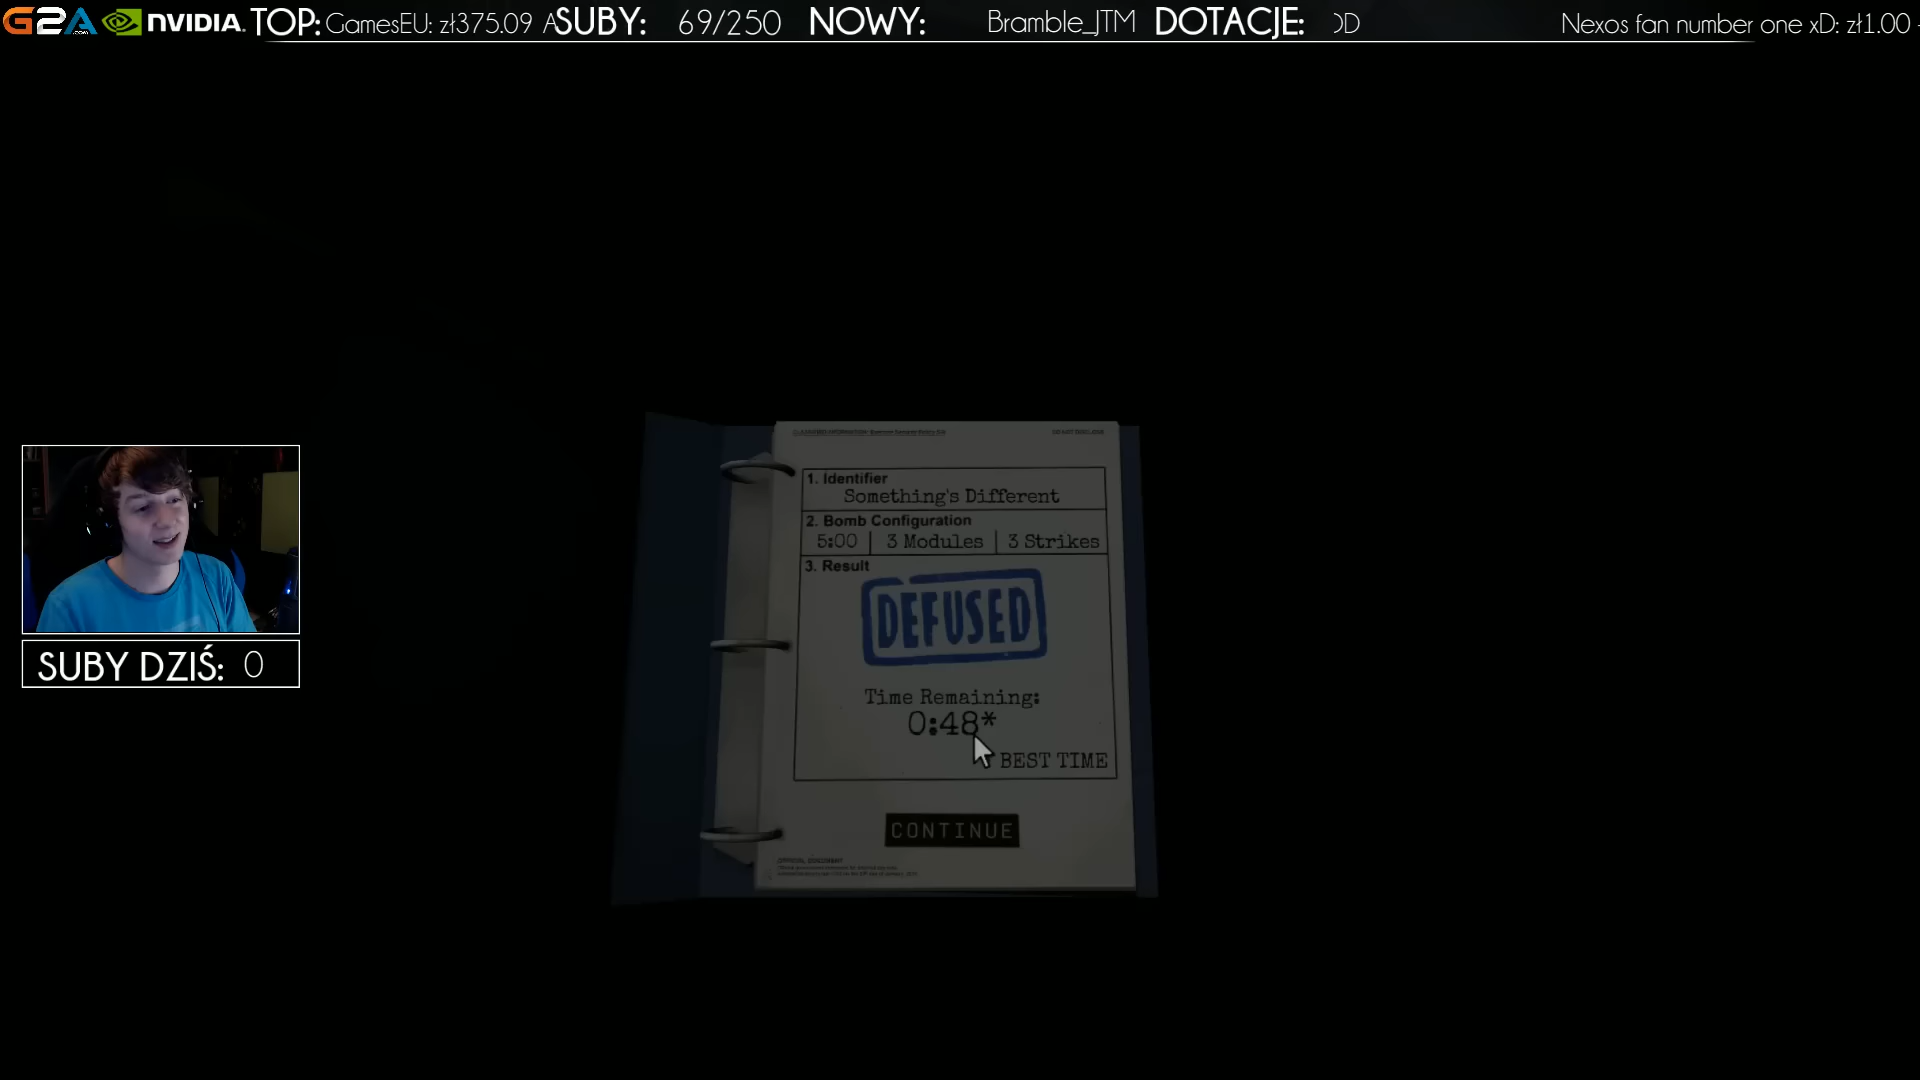 G2A .COM NVIDIA. TOP: GamesEU: zł375.09 A SUBY: 69/250 NOWY: Bramble_JTM DOTACJE: Nexos fan number one xD: zł1.00 -
1. Identifier
Something's Different
2. Bomb Configuration
5:00 | 3 Modules | 3 Strikes
3. Result
DEFUSED
Time Remaining:
0:48*
BEST TIME
CONTINUE
SUBY DZIŚ: 0